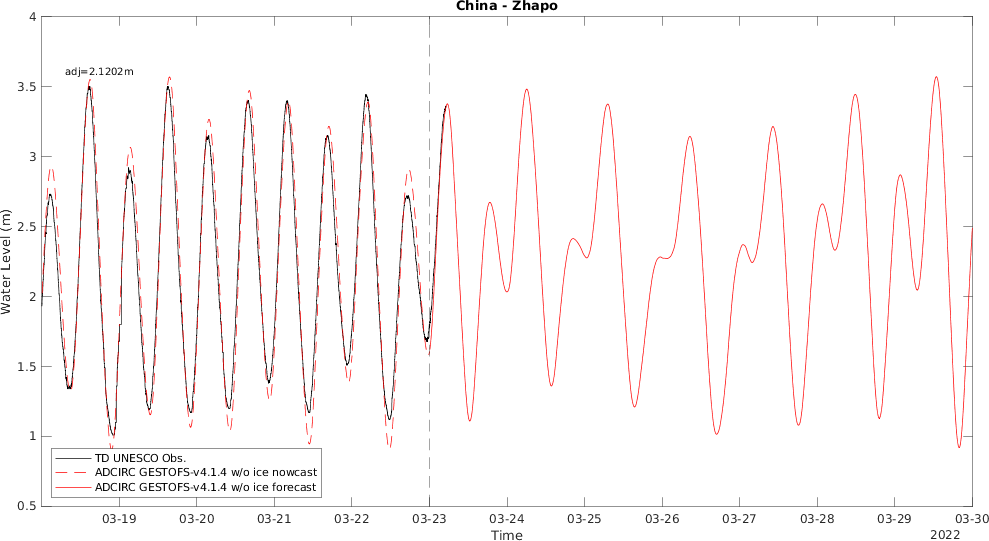 China - Zhapo
4
3.5
3
2.5
2
1.5
1
0.5
Water Level (m)
adj=2.1202m
TD UNESCO Obs.
ADCIRC GESTOFS-v4.1.4 w/o ice nowcast
ADCIRC GESTOFS-v4.1.4 w/o ice forecast
03-19 03-20 03-21 03-22 03-23 03-24 03-25 03-26 03-27 03-28 03-29 03-30
Time
2022